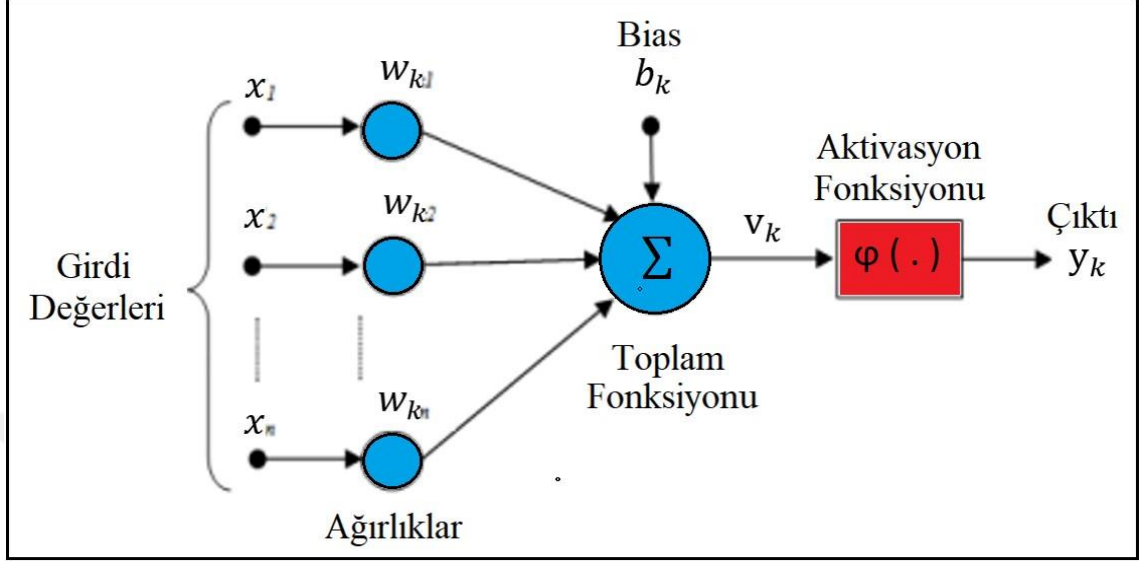 Bias
b_k
x_1
w_k1
Aktivasyon
Fonksiyonu
x_2
w_k2
Σ
v_k
φ(.)
Çıktı
y_k
Girdi
Değerleri
Toplam
Fonksiyonu
x_n
w_kn
Ağırlıklar